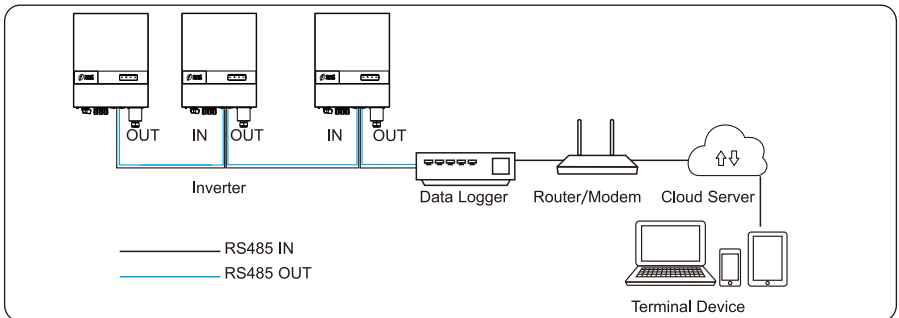 OUT
IN
OUT
IN
OUT
Inverter
Data Logger
Router/Modem
Cloud Server
RS485 IN
RS485 OUT
Terminal Device